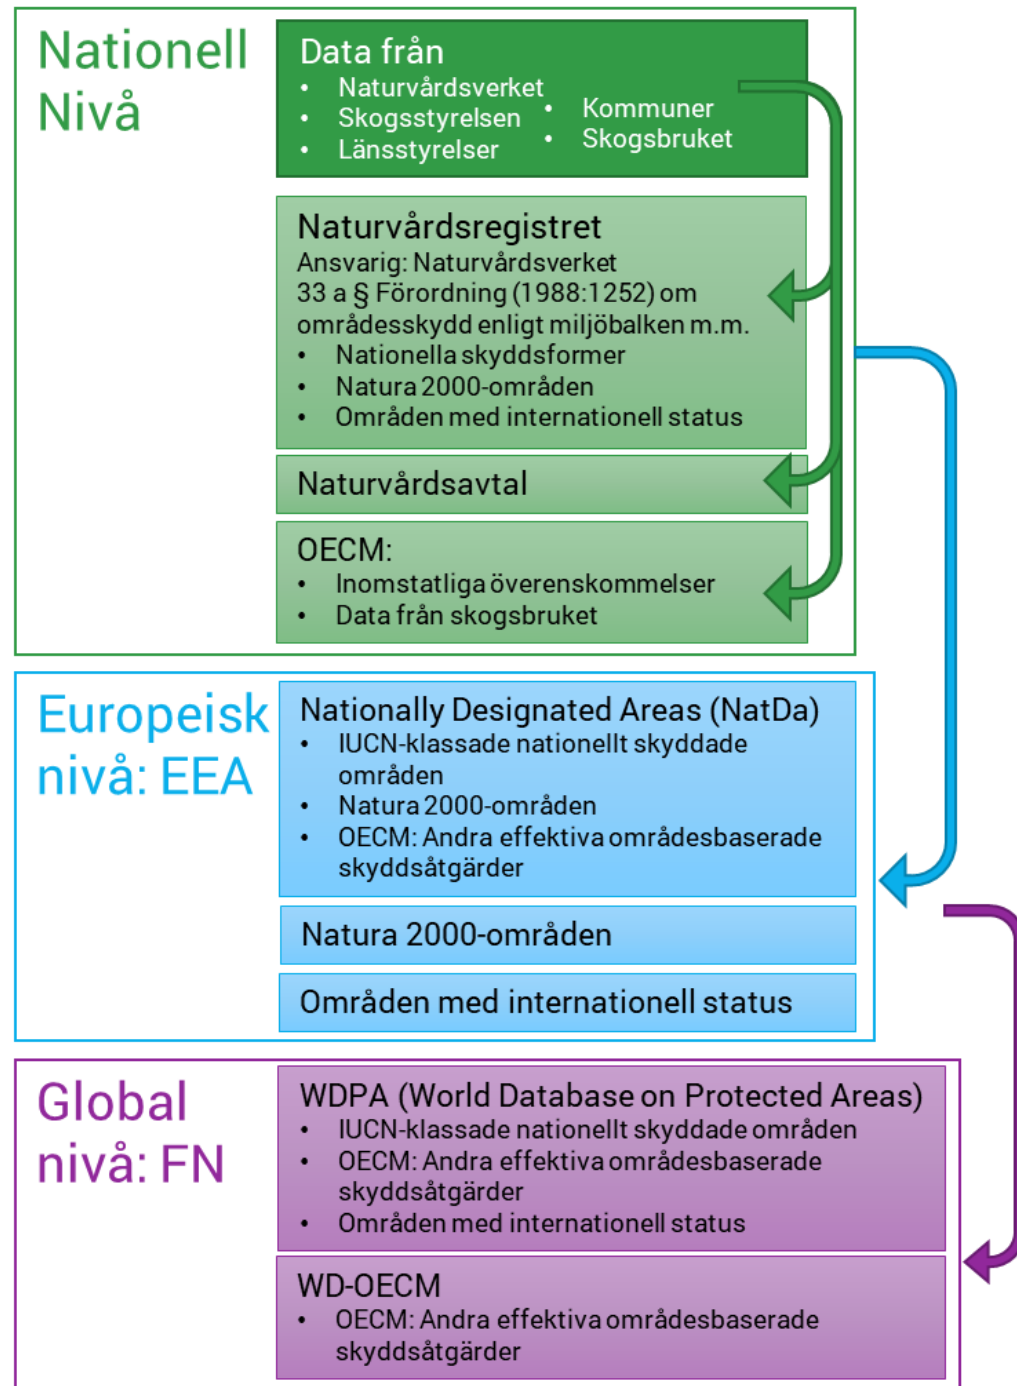 Nationell
Nivå
Data från
• Naturvårdsverket
• Skogsstyrelsen
• Länsstyrelser
• Kommuner
• Skogsbruket
Naturvårdsregistret
Ansvarig: Naturvårdsverket
33 a § Förordning (1988:1252) om
områdesskydd enligt miljöbalken m.m.
• Nationella skyddsformer
• Natura 2000-områden
• Områden med internationell status
Naturvårdsavtal
OECM:
• Inomstatliga överenskommelser
• Data från skogsbruket
Europeisk
nivå: EEA
Nationally Designated Areas (NatDa)
• IUCN-klassade nationellt skyddade
områden
• Natura 2000-områden
• OECM: Andra effektiva områdesbaserade
skyddsåtgärder
Natura 2000-områden
Områden med internationell status
Global
nivå: FN
WDPA (World Database on Protected Areas)
• IUCN-klassade nationellt skyddade områden
• OECM: Andra effektiva områdesbaserade
skyddsåtgärder
• Områden med internationell status
WD-OECM
• OECM: Andra effektiva områdesbaserade
skyddsåtgärder